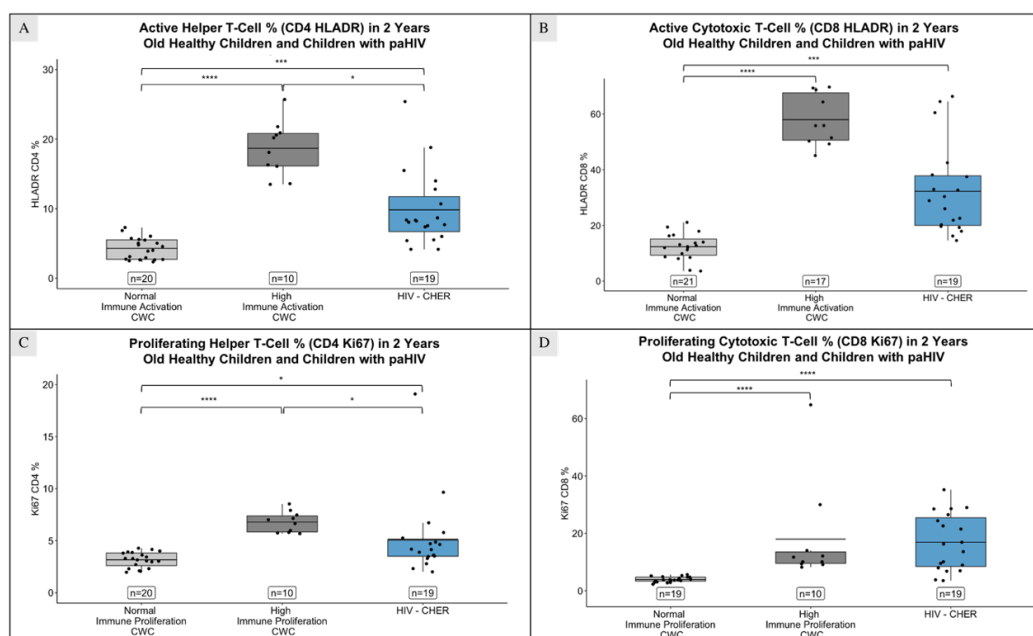 A
Active Helper T-Cell % (CD4 HLADR) in 2 Years
Old Healthy Children and Children with paHIV
***
****
*
30
20
10
0
HLADR CD4 %
n=20
n=10
n=19
Normal
Immune Activation
CWC
High
Immune Activation
CWC
HIV - CHER
B
Active Cytotoxic T-Cell % (CD8 HLADR) in 2 Years
Old Healthy Children and Children with paHIV
***
****
60
40
20
0
HLADR CD8 %
n=21
n=17
n=19
Normal
Immune Activation
CWC
High
Immune Activation
CWC
HIV - CHER
C
Proliferating Helper T-Cell % (CD4 Ki67) in 2 Years
Old Healthy Children and Children with paHIV
*
****
*
20
15
10
5
0
Ki67 CD4 %
n=20
n=10
n=19
Normal
Immune Proliferation
CWC
High
Immune Proliferation
CWC
HIV - CHER
D
Proliferating Cytotoxic T-Cell % (CD8 Ki67) in 2 Years
Old Healthy Children and Children with paHIV
****
****
60
40
20
0
Ki67 CD8 %
n=19
n=10
n=19
Normal
Immune Proliferation
CWC
High
Immune Proliferation
CWC
HIV - CHER